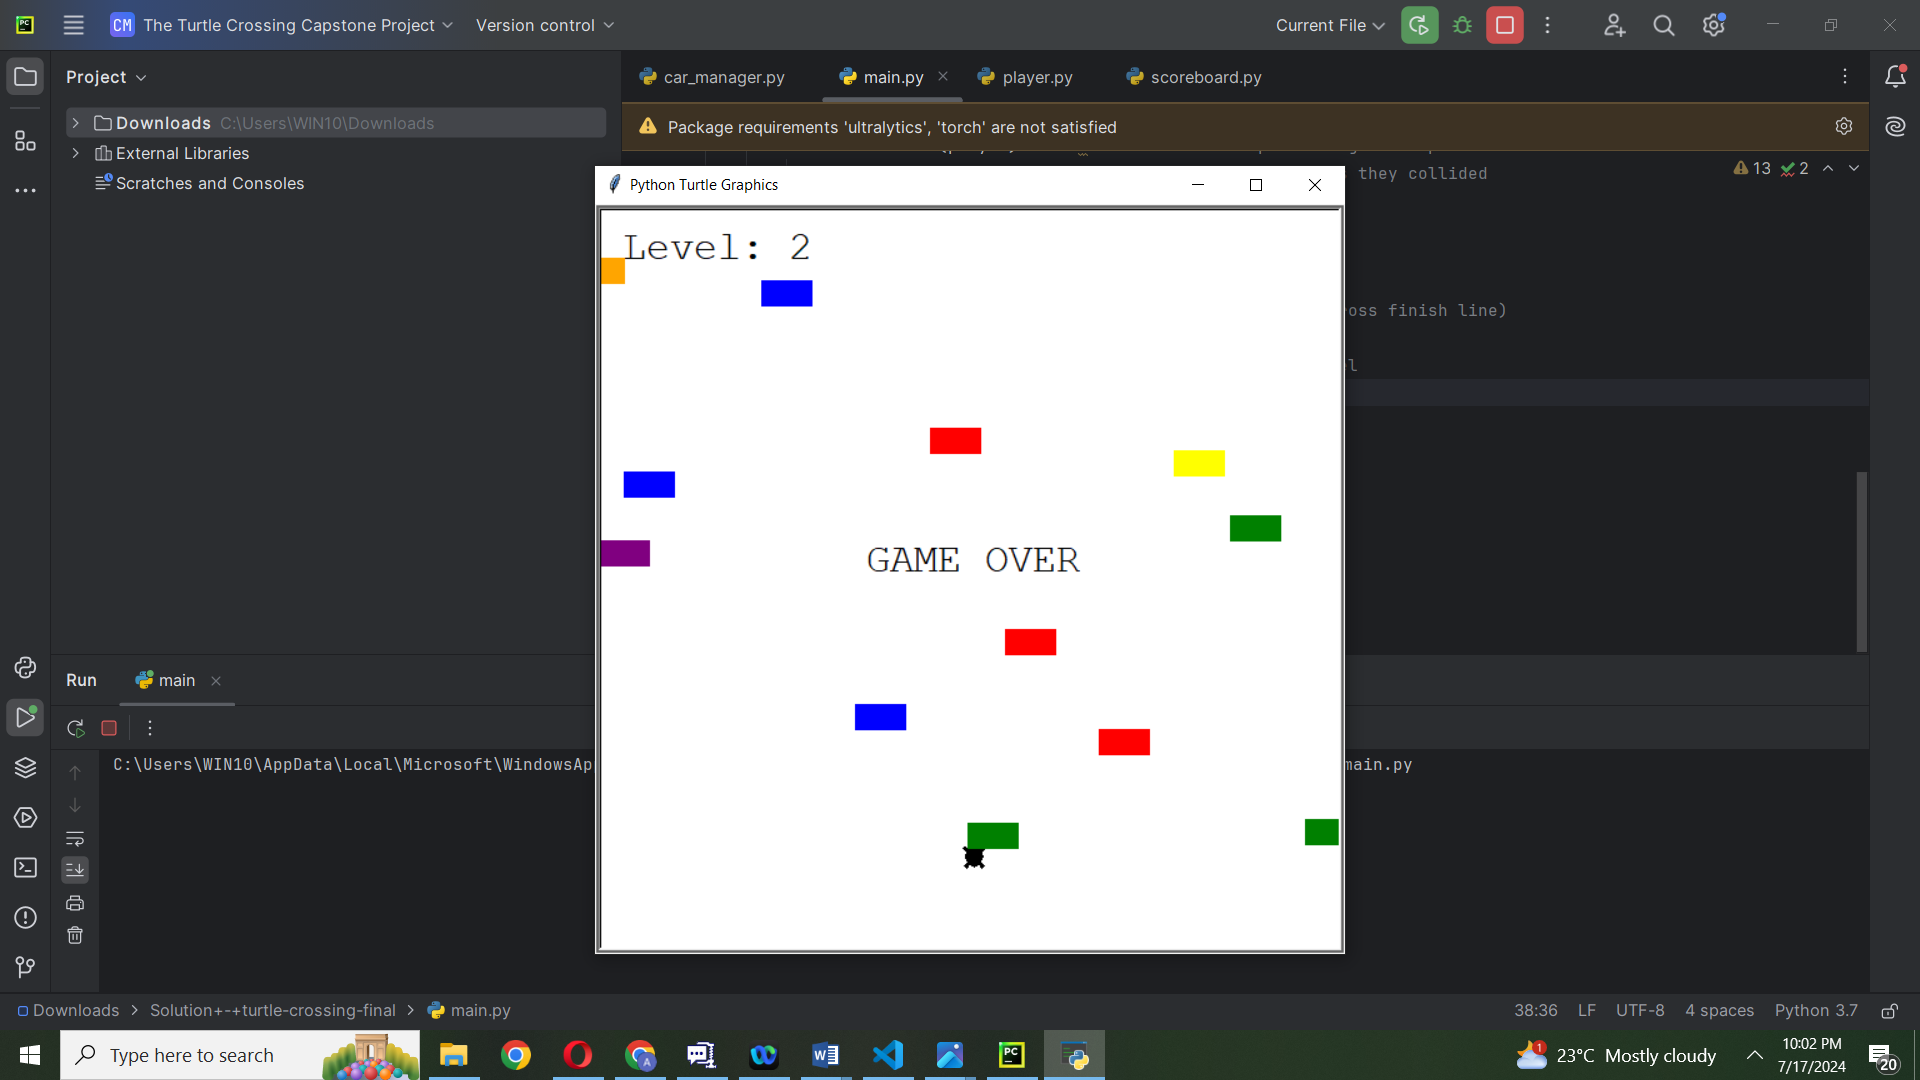 PC
CM The Turtle Crossing Capstone Project
Version control
Current File
Project
car_manager.py
main.py
player.py
scoreboard.py
Downloads C:\Users\WIN10\Downloads
External Libraries
Scratches and Consoles
Package requirements 'ultralytics', 'torch' are not satisfied
they collided
13
2
Python Turtle Graphics
Level: 2
oss finish line)
GAME OVER
Run
main
C:\Users\WIN10\AppData\Local\Microsoft\WindowsAp
main.py
Downloads > Solution+-+turtle-crossing-final > main.py
38:36
LF
UTF-8
4 spaces
Python 3.7
Type here to search
A
W
PC
1
23°C Mostly cloudy
10:02 PM
7/17/2024
20